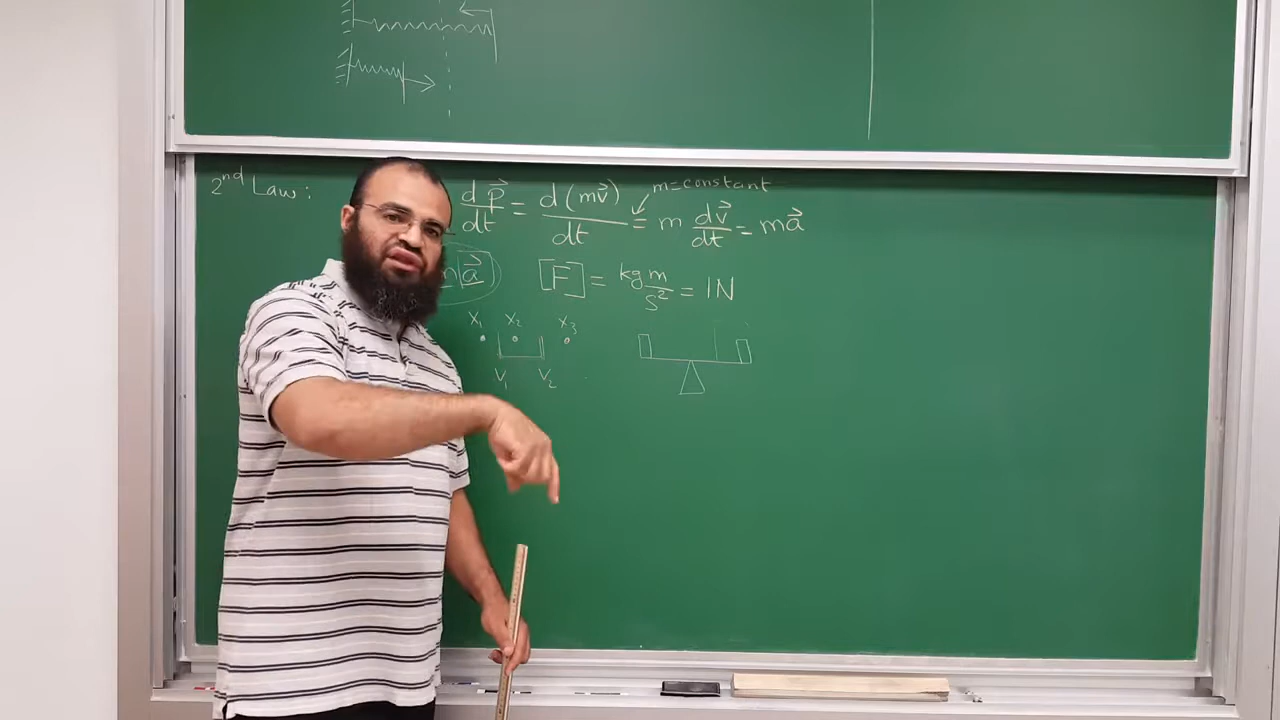 2nd Law:
dp⃗/dt = d(mv⃗)/dt = m dv⃗/dt = ma⃗
m=constant
m a⃗ [F] = kg m/s² = 1N
x₁ x₂ x₃
v₁ v₂